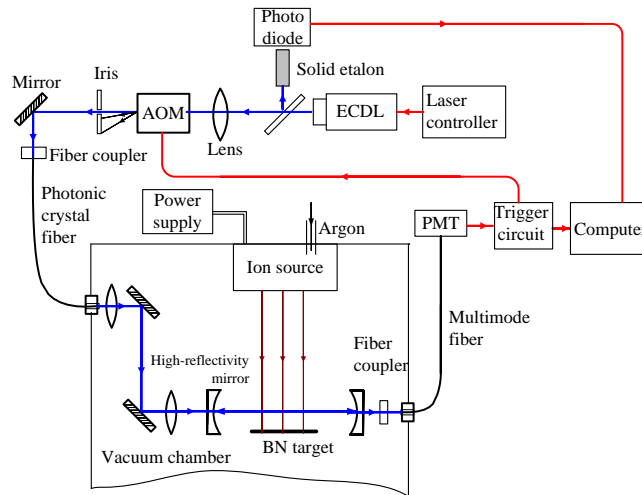 Photo
diode
Solid etalon
Iris
Mirror
AOM
Lens
ECDL
Laser
controller
Fiber coupler
Photonic
crystal
fiber
Power
supply
Argon
Ion source
PMT
Trigger
circuit
Computer
Multimode
fiber
Fiber
coupler
High-reflectivity
mirror
BN target
Vacuum chamber